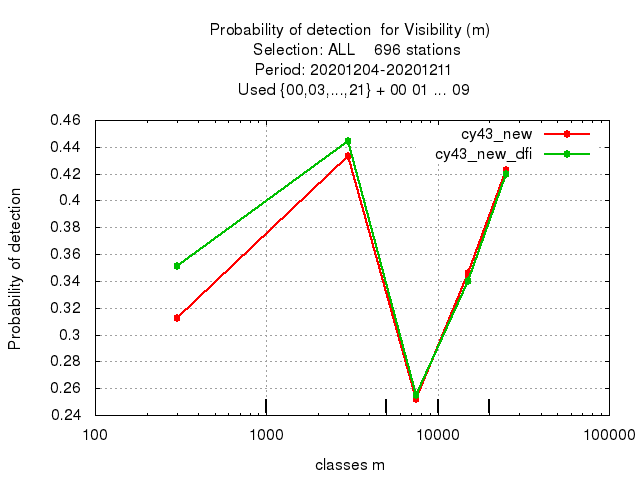 Probability of detection  for Visibility (m)
Selection: ALL    696 stations
Period: 20201204-20201211
Used {00,03,...,21} + 00 01 ... 09
cy43_new
cy43_new_dfi
Probability of detection
0.46
0.44
0.42
0.4
0.38
0.36
0.34
0.32
0.3
0.28
0.26
0.24
100 1000 10000 100000
classes m